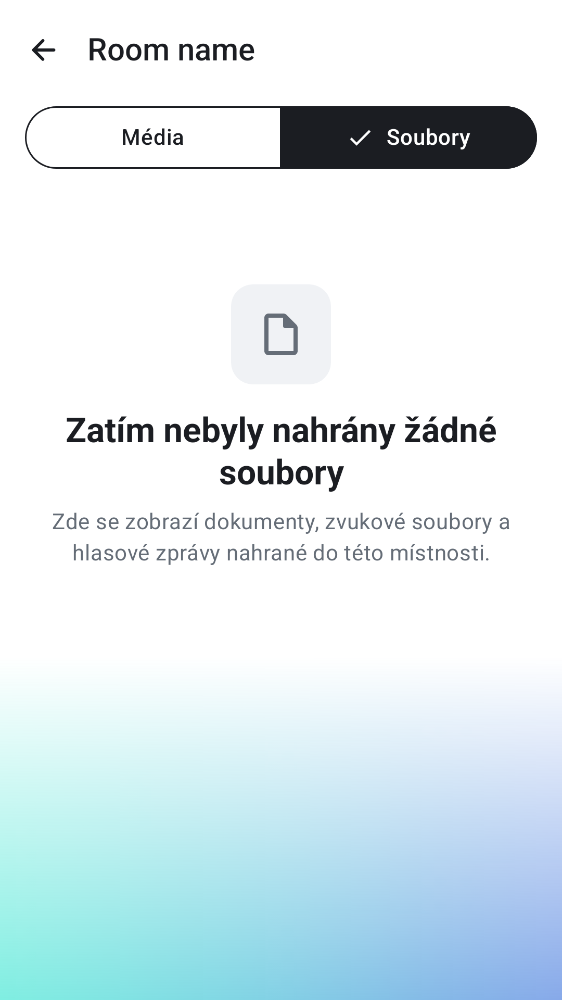 Room name
Média
Soubory
Zatím nebyly nahrány žádné
soubory
Zde se zobrazí dokumenty, zvukové soubory a
hlasové zprávy nahrané do této místnosti.